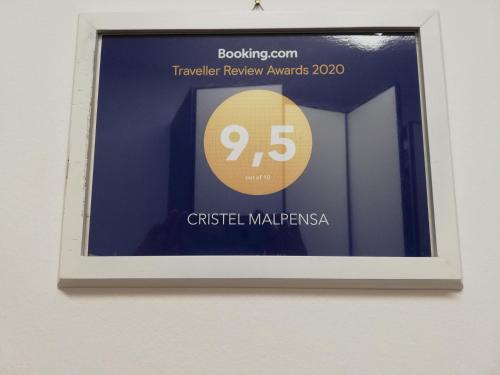 Booking.com
Traveller Review Awards 2020
9,5
out of 10
CRISTEL MALPENSA